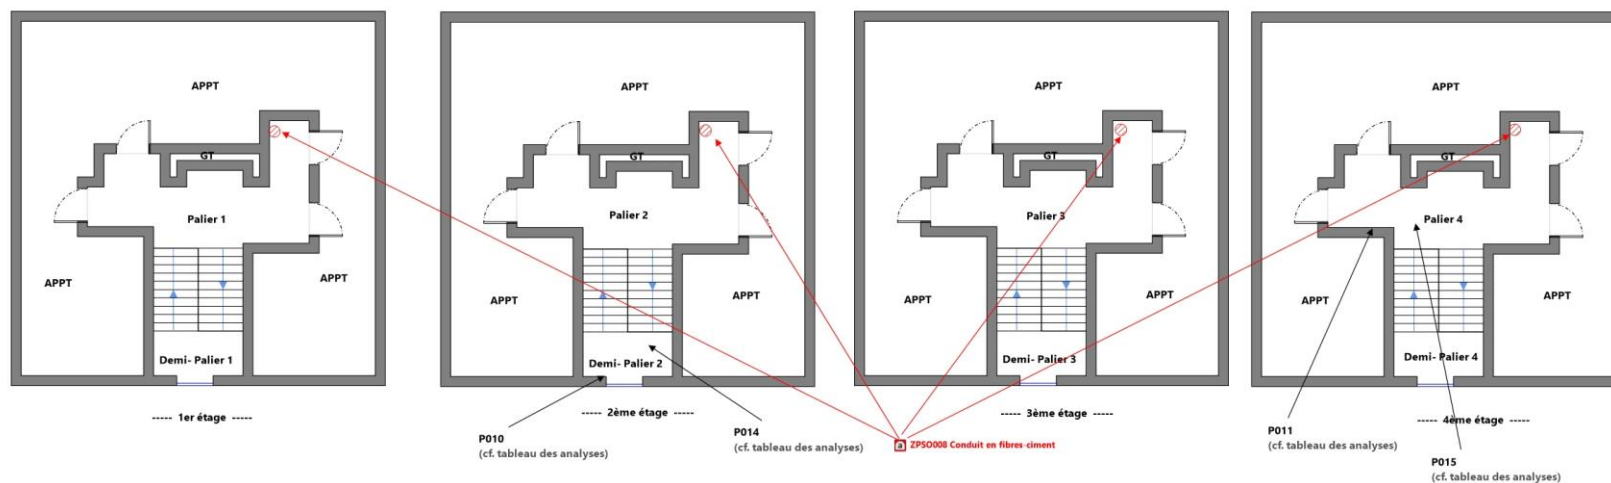 APPT
GT
Palier 1
APPT
APPT
Demi- Palier 1
----- 1er étage -----
APPT
GT
Palier 2
APPT
APPT
Demi- Palier 2
----- 2ème étage -----
P010
(cf. tableau des analyses)
P014
(cf. tableau des analyses)
APPT
GT
Palier 3
APPT
APPT
Demi- Palier 3
----- 3ème étage -----
a ZPSO008 Conduit en fibres-ciment
APPT
GT
Palier 4
APPT
APPT
Demi- Palier 4
----- 4ème étage -----
P011
(cf. tableau des analyses)
P015
(cf. tableau des analyses)